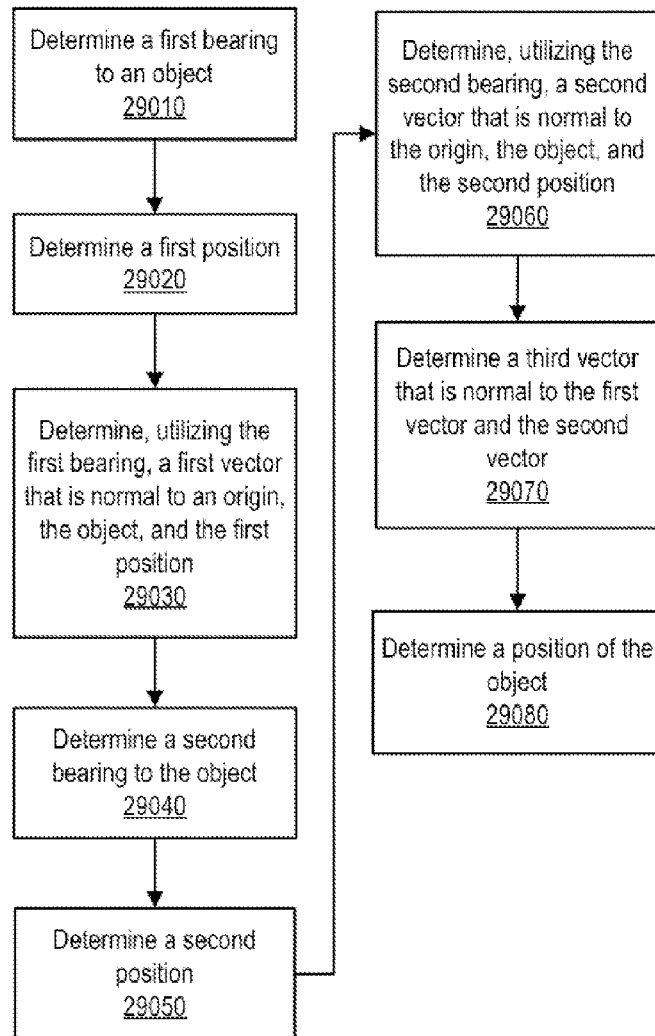 Determine a first bearing
to an object
29010
Determine a first position
29020
Determine, utilizing the
first bearing, a first vector
that is normal to an origin,
the object, and the first
position
29030
Determine a second
bearing to the object
29040
Determine a second
position
29050
Determine, utilizing the
second bearing, a second
vector that is normal to
the origin, the object, and
the second position
29060
Determine a third vector
that is normal to the first
vector and the second
vector
29070
Determine a position of the
object
29080